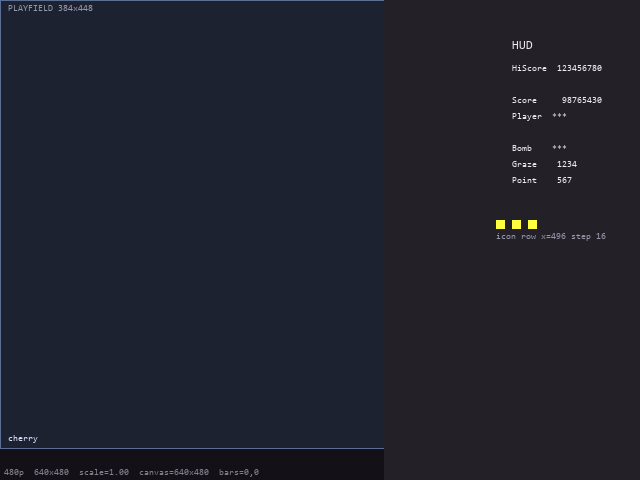 PLAYFIELD 384x448
HUD
HiScore 123456780
Score 98765430
Player ***
Bomb ***
Graze 1234
Point 567
icon row x=496 step 16
cherry
480p 640x480 scale=1.00 canvas=640x480 bars=0,0